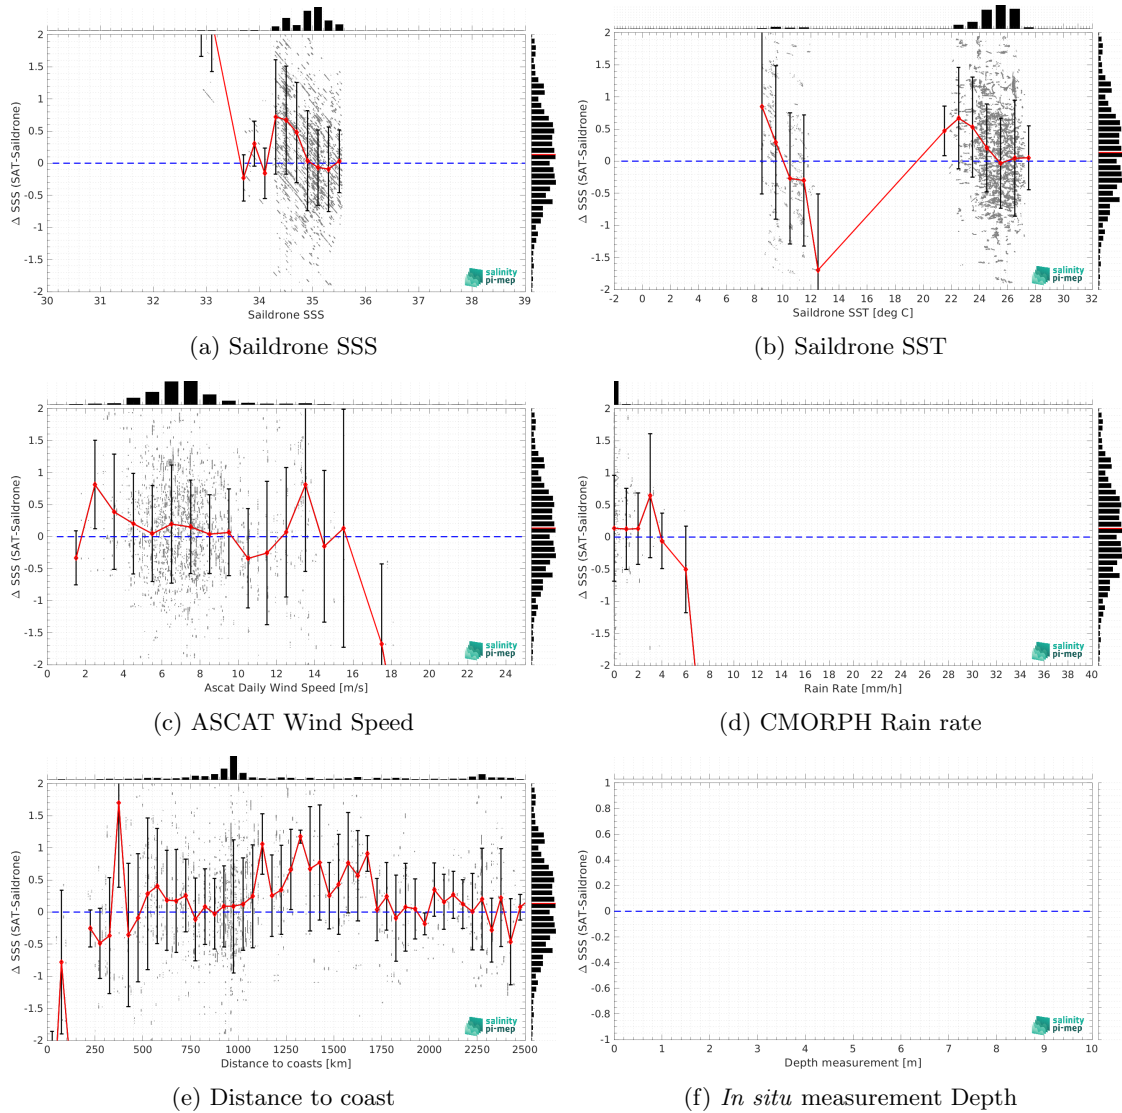 2
1.5
1
0.5
0
-0.5
-1
-1.5
-2
Δ SSS (SAT-Saildrone)
30 31 32 33 34 35 36 37 38 39
Saildrone SSS
salinity
pi-mep
(a) Saildrone SSS
2
1.5
1
0.5
0
-0.5
-1
-1.5
-2
Δ SSS (SAT-Saildrone)
-2 0 2 4 6 8 10 12 14 16 18 20 22 24 26 28 30 32
Saildrone SST [deg C]
salinity
pi-mep
(b) Saildrone SST
2
1.5
1
0.5
0
-0.5
-1
-1.5
-2
Δ SSS (SAT-Saildrone)
0 2 4 6 8 10 12 14 16 18 20 22 24
Ascat Daily Wind Speed [m/s]
salinity
pi-mep
(c) ASCAT Wind Speed
2
1.5
1
0.5
0
-0.5
-1
-1.5
-2
Δ SSS (SAT-Saildrone)
0 2 4 6 8 10 12 14 16 18 20 22 24 26 28 30 32 34 36 38 40
Rain Rate [mm/h]
salinity
pi-mep
(d) CMORPH Rain rate
2
1.5
1
0.5
0
-0.5
-1
-1.5
-2
Δ SSS (SAT-Saildrone)
0 250 500 750 1000 1250 1500 1750 2000 2250 2500
Distance to coasts [km]
salinity
pi-mep
(e) Distance to coast
1
0.8
0.6
0.4
0.2
0
-0.2
-0.4
-0.6
-0.8
-1
Δ SSS (SAT-Saildrone)
0 1 2 3 4 5 6 7 8 9 10
Depth measurement [m]
salinity
pi-mep
(f) In situ measurement Depth